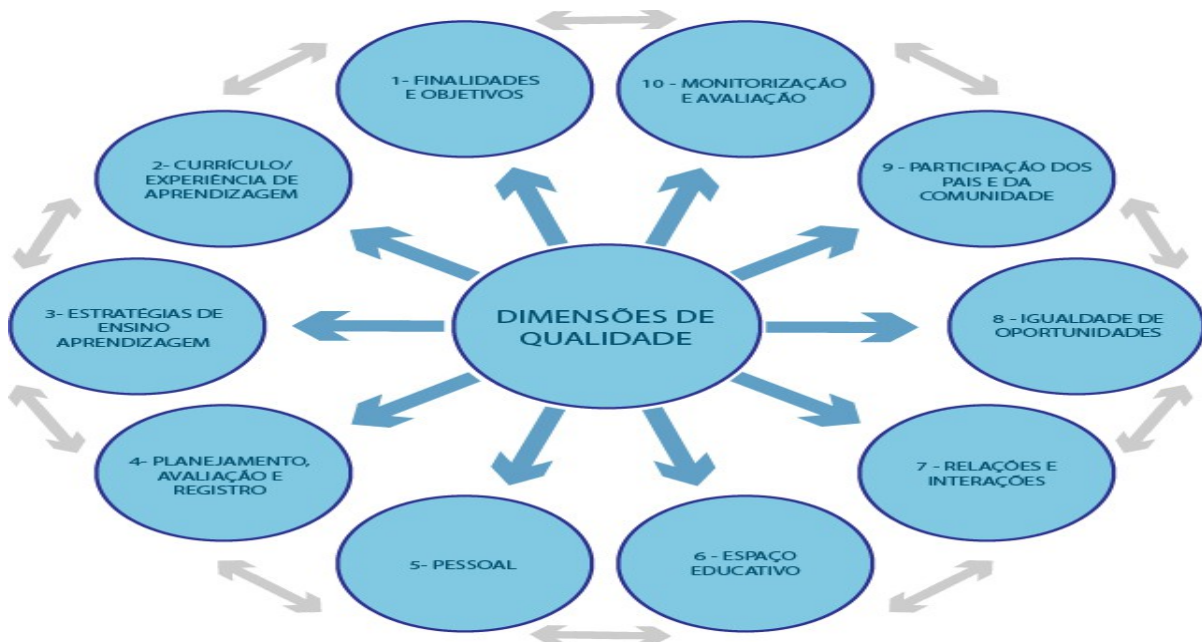 1- FINALIDADES
E OBJETIVOS
10 - MONITORIZAÇÃO
E AVALIAÇÃO
2- CURRÍCULO/
EXPERIÊNCIA DE
APRENDIZAGEM
9 - PARTICIPAÇÃO DOS
PAIS E DA
COMUNIDADE
3- ESTRATÉGIAS DE
ENSINO
APRENDIZAGEM
DIMENSÕES DE
QUALIDADE
8 - IGUALDADE DE
OPORTUNIDADES
4- PLANEJAMENTO,
AVALIAÇÃO E
REGISTRO
7 - RELAÇÕES E
INTERAÇÕES
5- PESSOAL
6 - ESPAÇO
EDUCATIVO